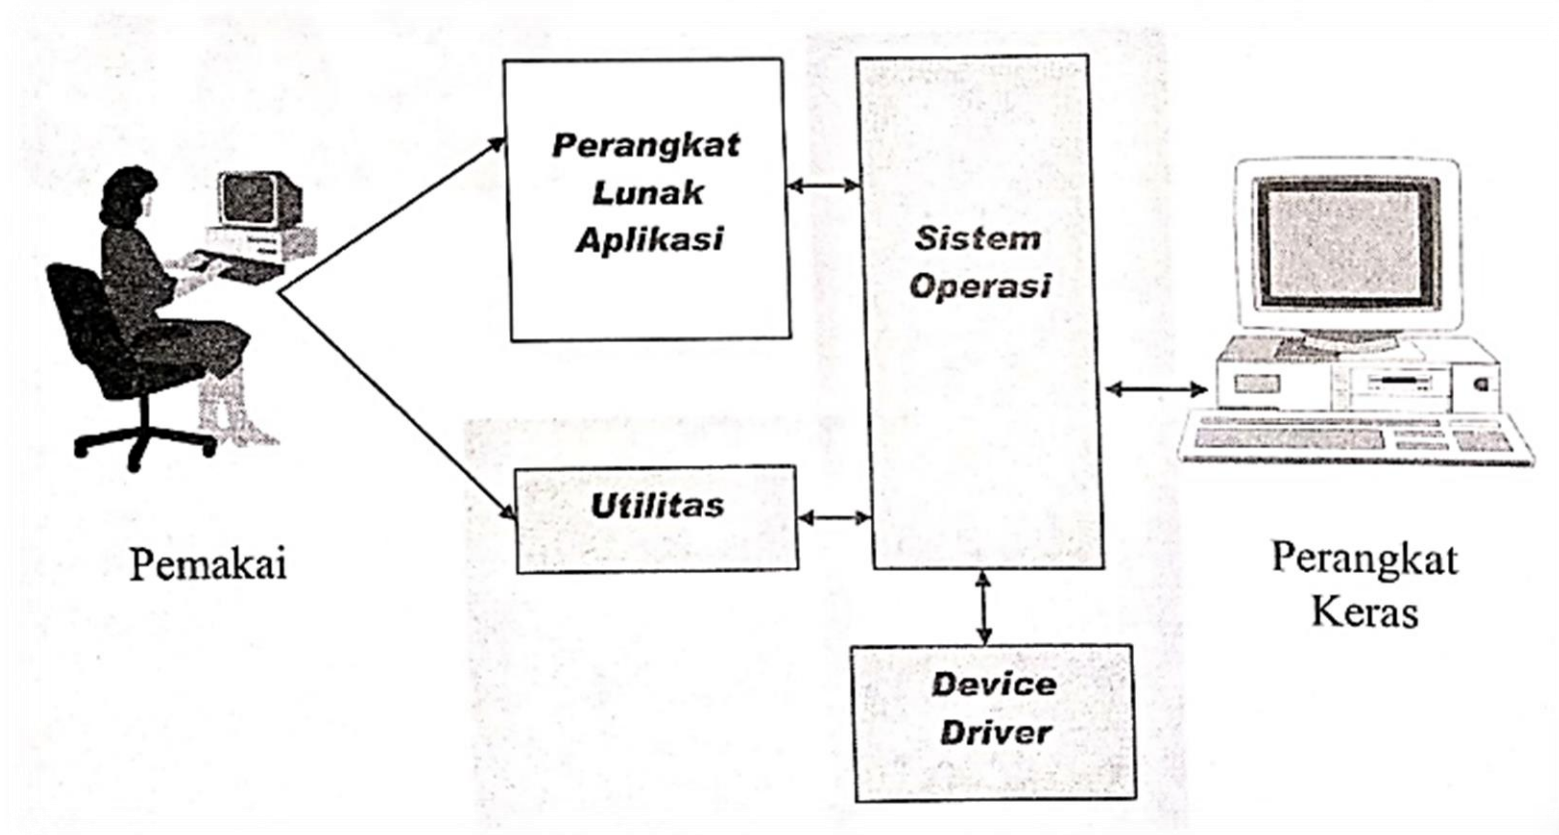 Perangkat
Lunak
Aplikasi
Sistem
Operasi
Utilitas
Pemakai
Perangkat
Keras
Device
Driver